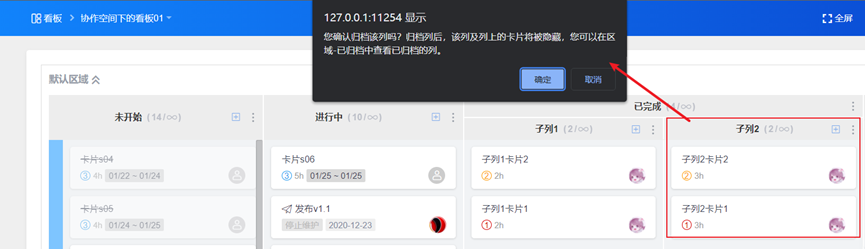 看板 > 协作空间下的看板01
全屏
127.0.0.1:11254 显示
您确认归档该列吗？归档列后，该列及列上的卡片将被隐藏，您可以在区域-已归档中查看已归档的列。
确定 取消
默认区域
未开始 (14/∞)
进行中 (10/∞)
已完成 (4/∞)
子列1 (2/∞)
子列2 (2/∞)
卡片s04
③ 4h 01/22 ~ 01/24
卡片s05
③ 4h 01/24 ~ 01/25
卡片s06
③ 5h 01/25 ~ 01/25
发布v1.1
停止维护 2020-12-23
子列1卡片2
② 2h
子列1卡片1
① 2h
子列2卡片2
② 3h
子列2卡片1
① 3h